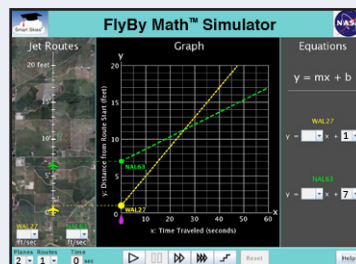 Smart Skies
FlyBy Math™ Simulator
Jet Routes
Graph
Equations
20 feet
y
20
15
10
5
0
0 10 20 30 40 50 60
x
y: Distance from Route Start (feet)
x: Time Traveled (seconds)
NAL63
WAL27
y = mx + b
WAL27
y = x + 1
NAL63
y = x + 7
WAL27
ft/sec
ft/sec
Planes Routes Time
2 1 0 sec
Reset
Help